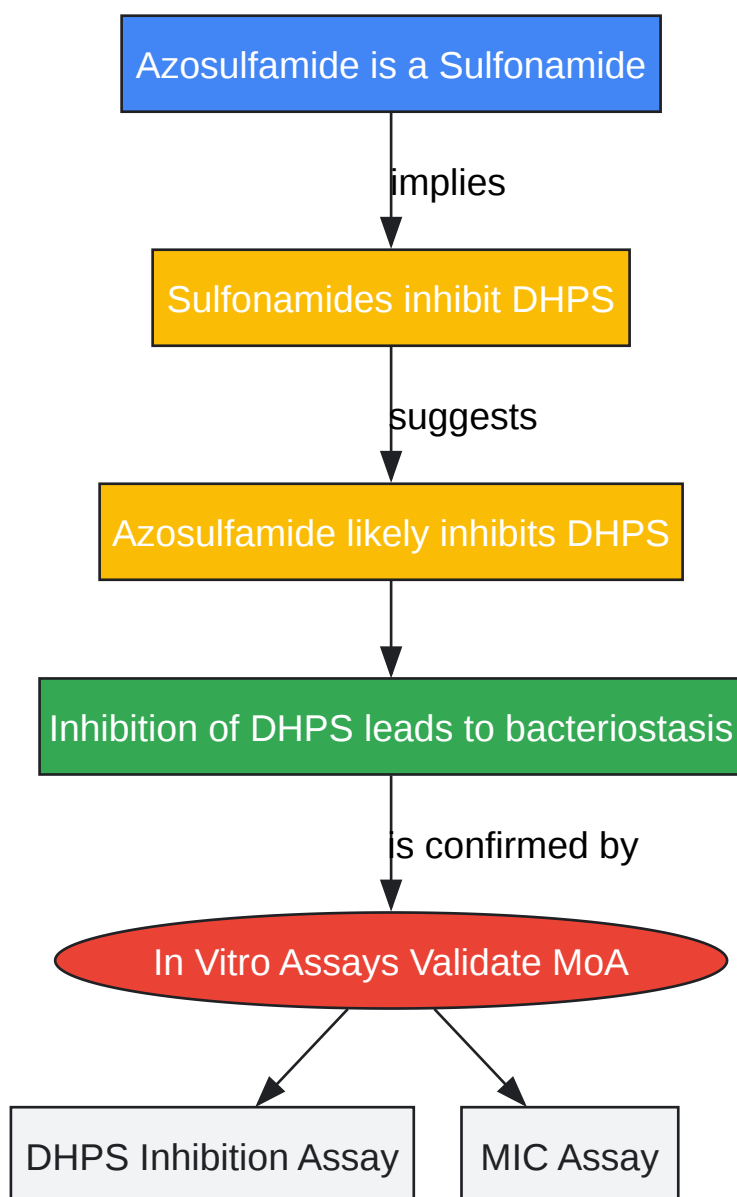 Azosulfamide is a Sulfonamide
implies
Sulfonamides inhibit DHPS
suggests
Azosulfamide likely inhibits DHPS
Inhibition of DHPS leads to bacteriostasis
is confirmed by
In Vitro Assays Validate MoA
DHPS Inhibition Assay
MIC Assay